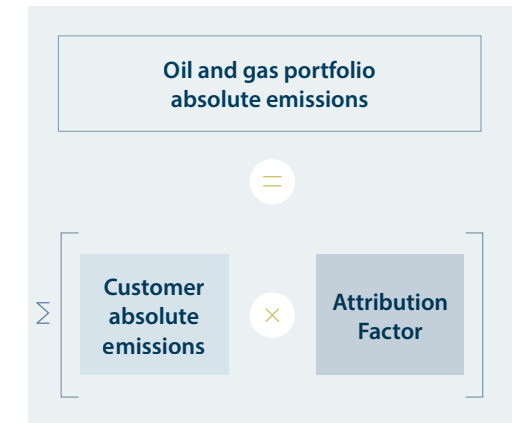 Oil and gas portfolio
absolute emissions
=
Σ
Customer
absolute
emissions
×
Attribution
Factor